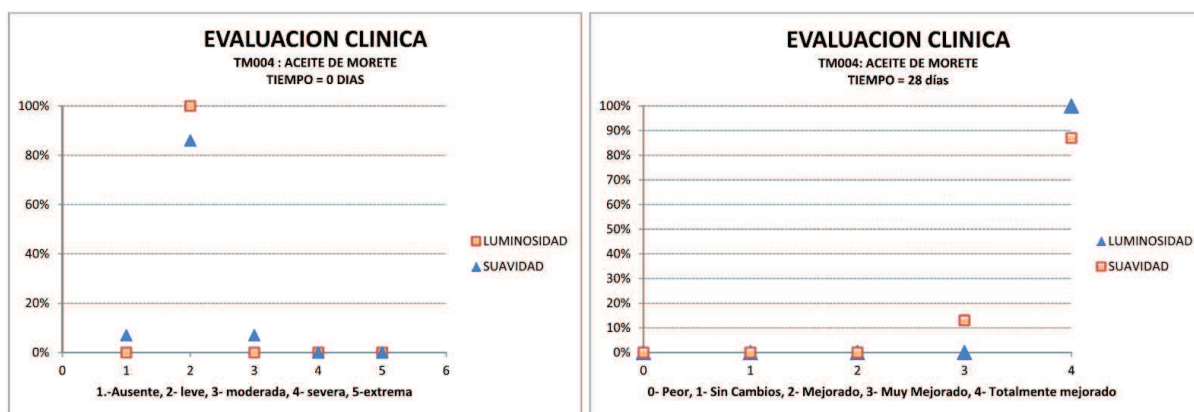 EVALUACION CLINICA
TM004 : ACEITE DE MORETE
TIEMPO = 0 DIAS
100%
80%
60%
40%
20%
0%
0 1 2 3 4 5 6
LUMINOSIDAD
SUAVIDAD
1.-Ausente, 2- leve, 3- moderada, 4- severa, 5-extrema
EVALUACION CLINICA
TM004: ACEITE DE MORETE
TIEMPO = 28 días
100%
90%
80%
70%
60%
50%
40%
30%
20%
10%
0%
0 1 2 3 4
LUMINOSIDAD
SUAVIDAD
0- Peor, 1- Sin Cambios, 2- Mejorado, 3- Muy Mejorado, 4- Totalmente mejorado